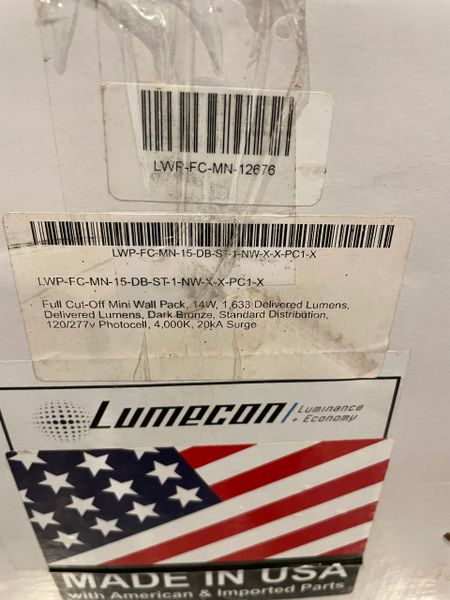 LWP-FC-MN-12676
LWP-FC-MN-15-DB-ST-1-NW-X-X-PC1-X
LWP-FC-MN-15-DB-ST-1-NW-X-X-PC1-X
Full Cut-Off Mini Wall Pack, 14W, 1,633 Delivered Lumens,
Delivered Lumens, Dark Bronze, Standard Distribution,
120/277v Photocell, 4,000K, 20kA Surge
Lumecon/ Luminance
+ Economy
MADE IN USA
with American & Imported Parts